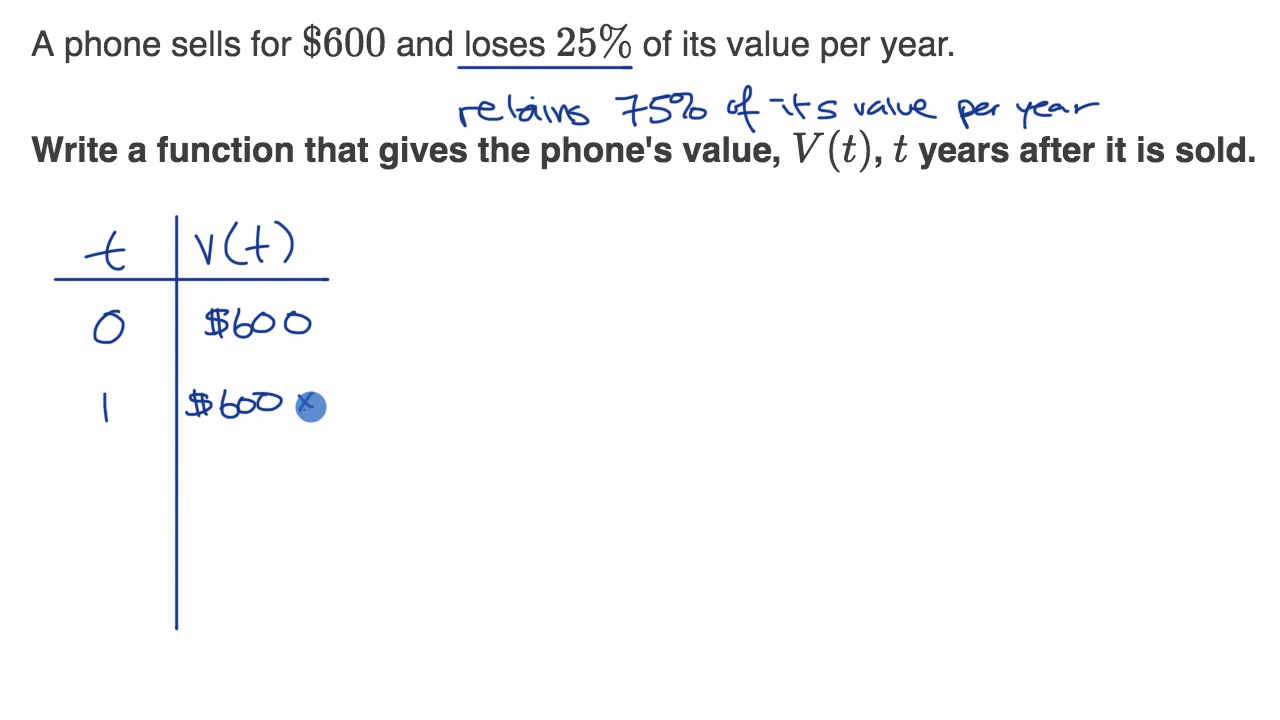 A phone sells for $600 and loses 25% of its value per year.
retains 75% of its value per year
Write a function that gives the phone's value, V(t), t years after it is sold.
t V(t)
0 $600
1 $600 ×